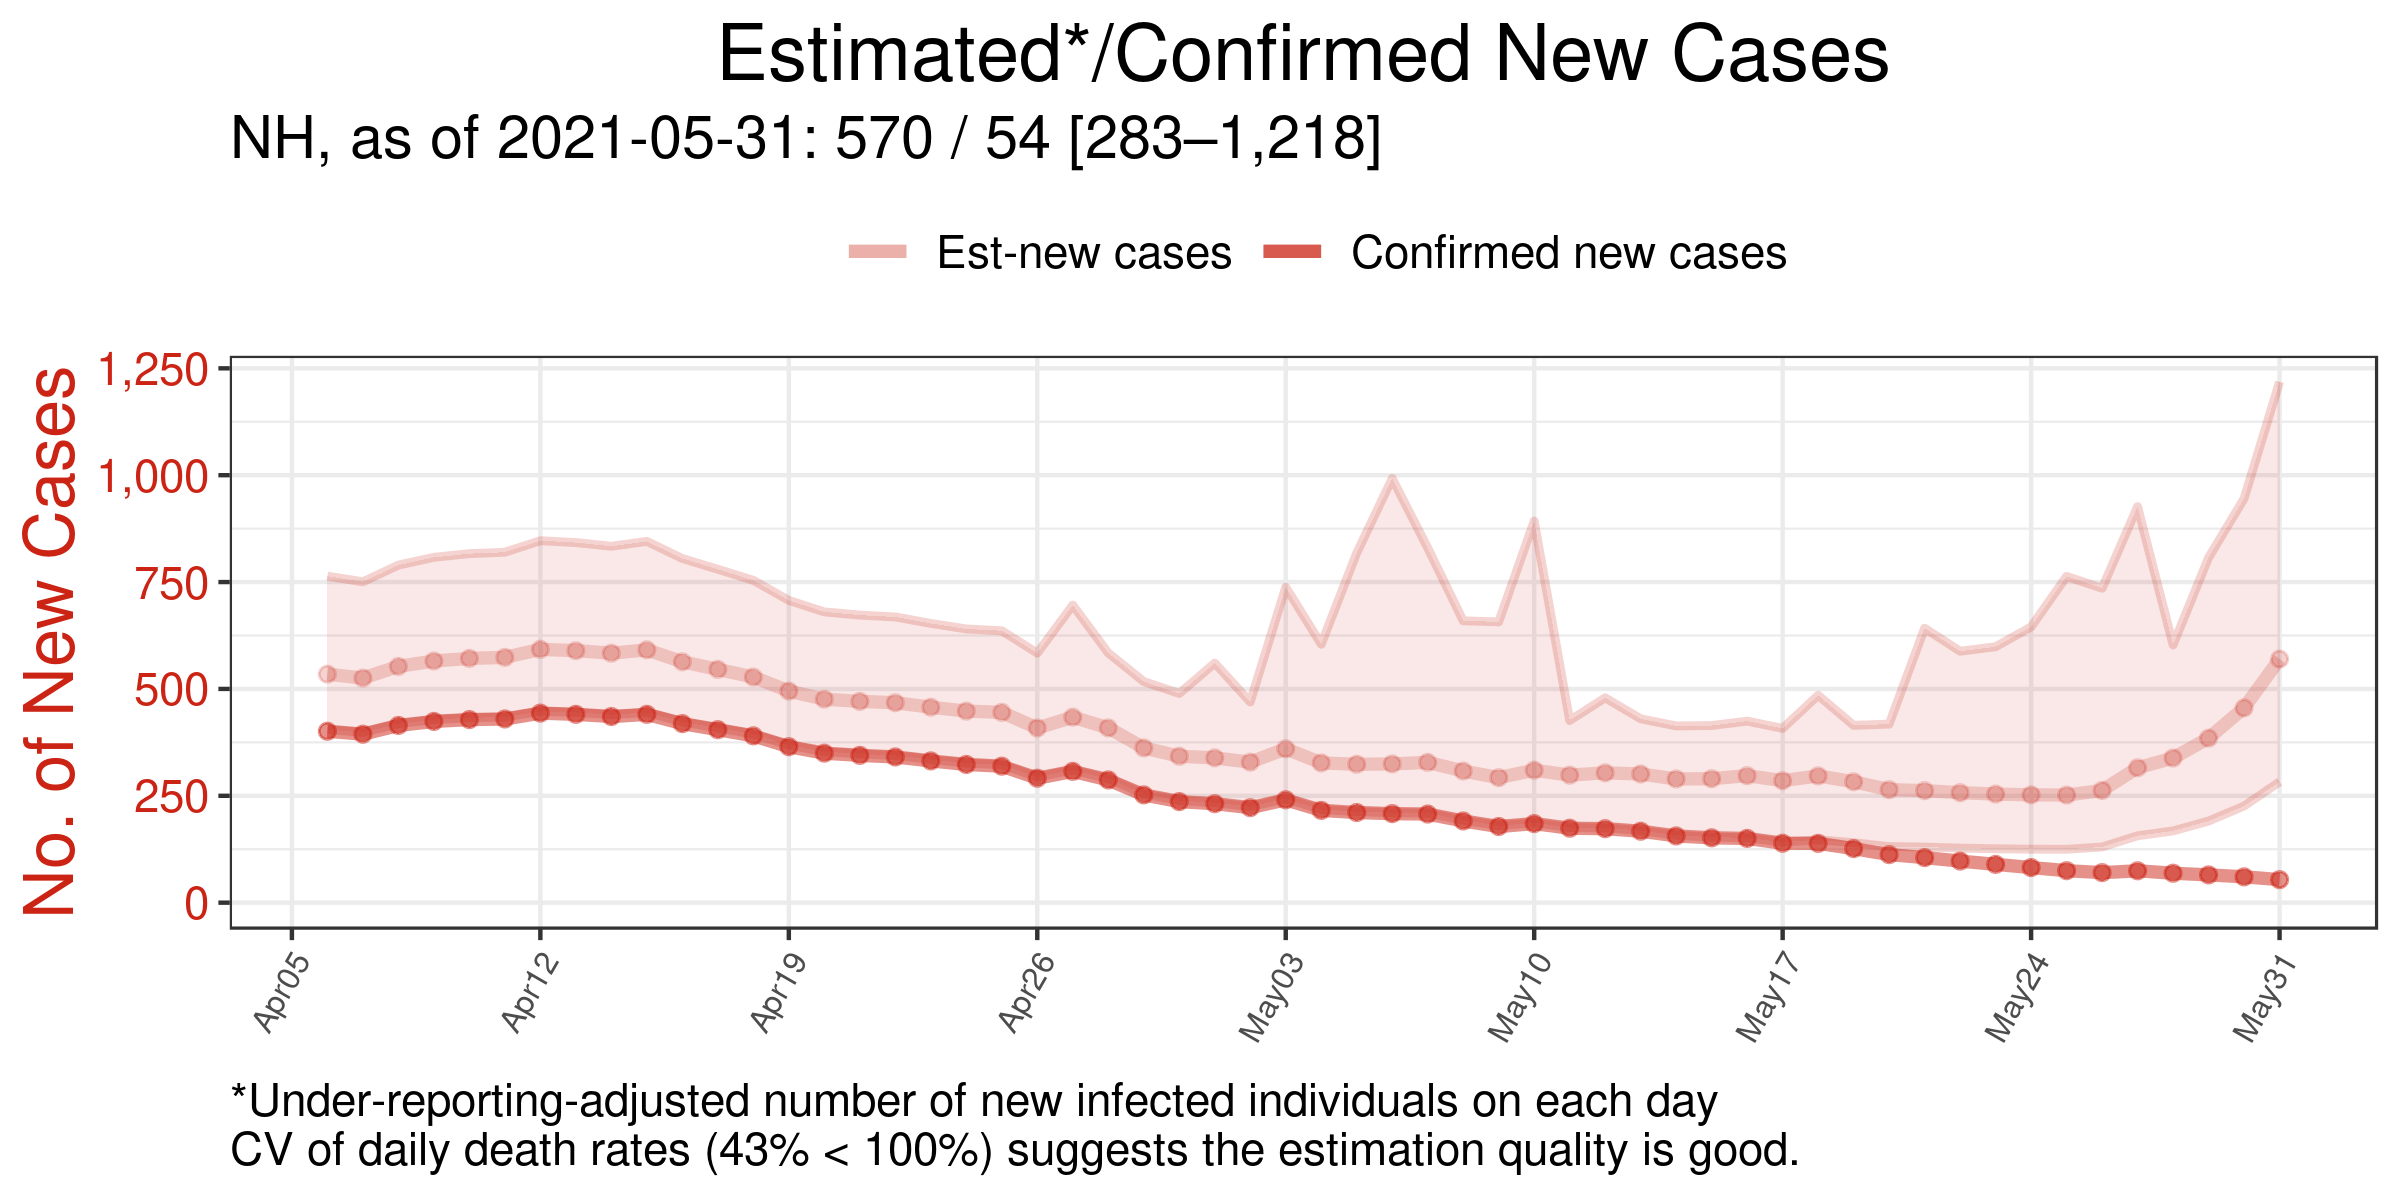 Estimated*/Confirmed New Cases
NH, as of 2021-05-31: 570 / 54 [283–1,218]
Est-new cases
Confirmed new cases
No. of New Cases
1,250
1,000
750
500
250
0
Apr05
Apr12
Apr19
Apr26
May03
May10
May17
May24
May31
*Under-reporting-adjusted number of new infected individuals on each day
CV of daily death rates (43% < 100%) suggests the estimation quality is good.